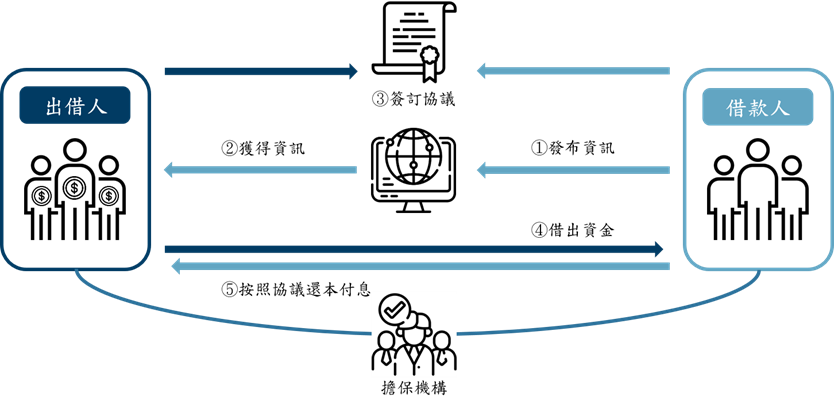 出借人
借款人
③簽訂協議
②獲得資訊
①發布資訊
④借出資金
⑤按照協議還本付息
擔保機構
$
$
$